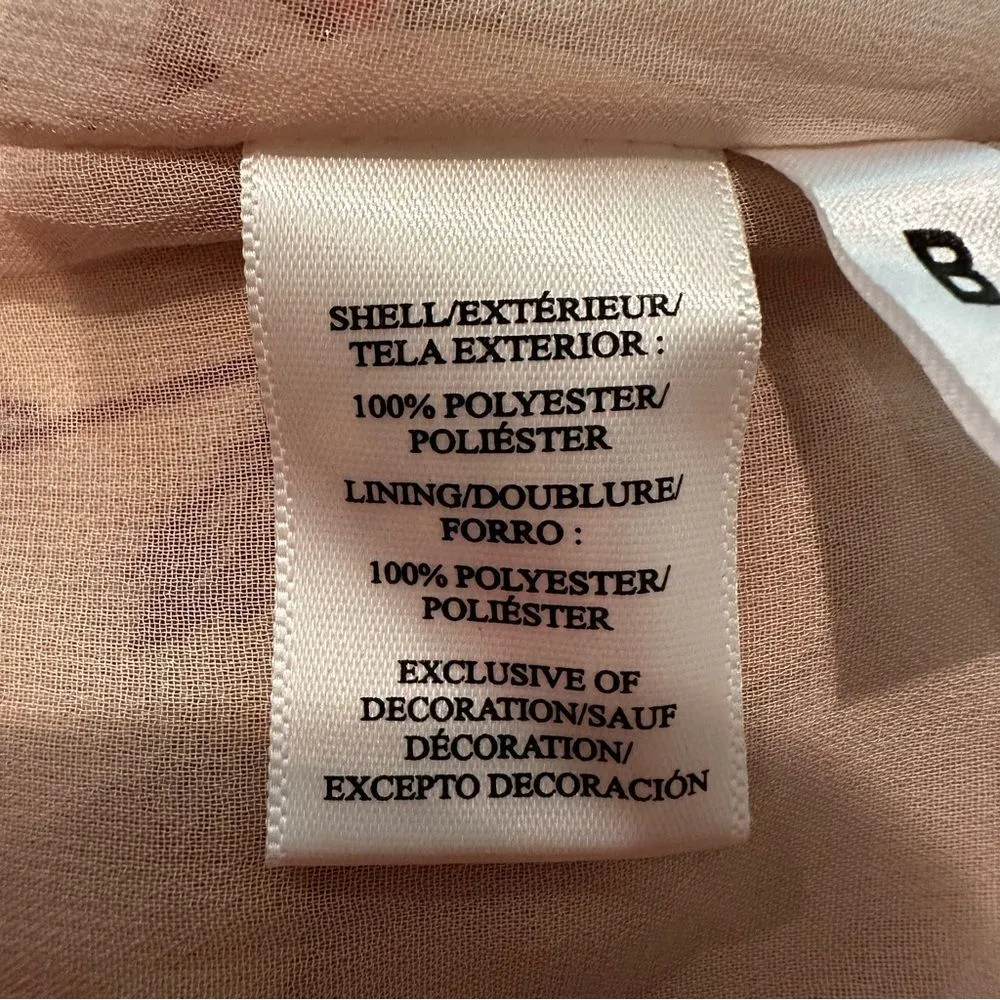 SHELL/EXTÉRIEUR/
TELA EXTERIOR :
100% POLYESTER/
POLIÉSTER
LINING/DOUBLURE/
FORRO :
100% POLYESTER/
POLIÉSTER
EXCLUSIVE OF
DECORATION/SAUF
DÉCORATION/
EXCEPTO DECORACIÓN
B